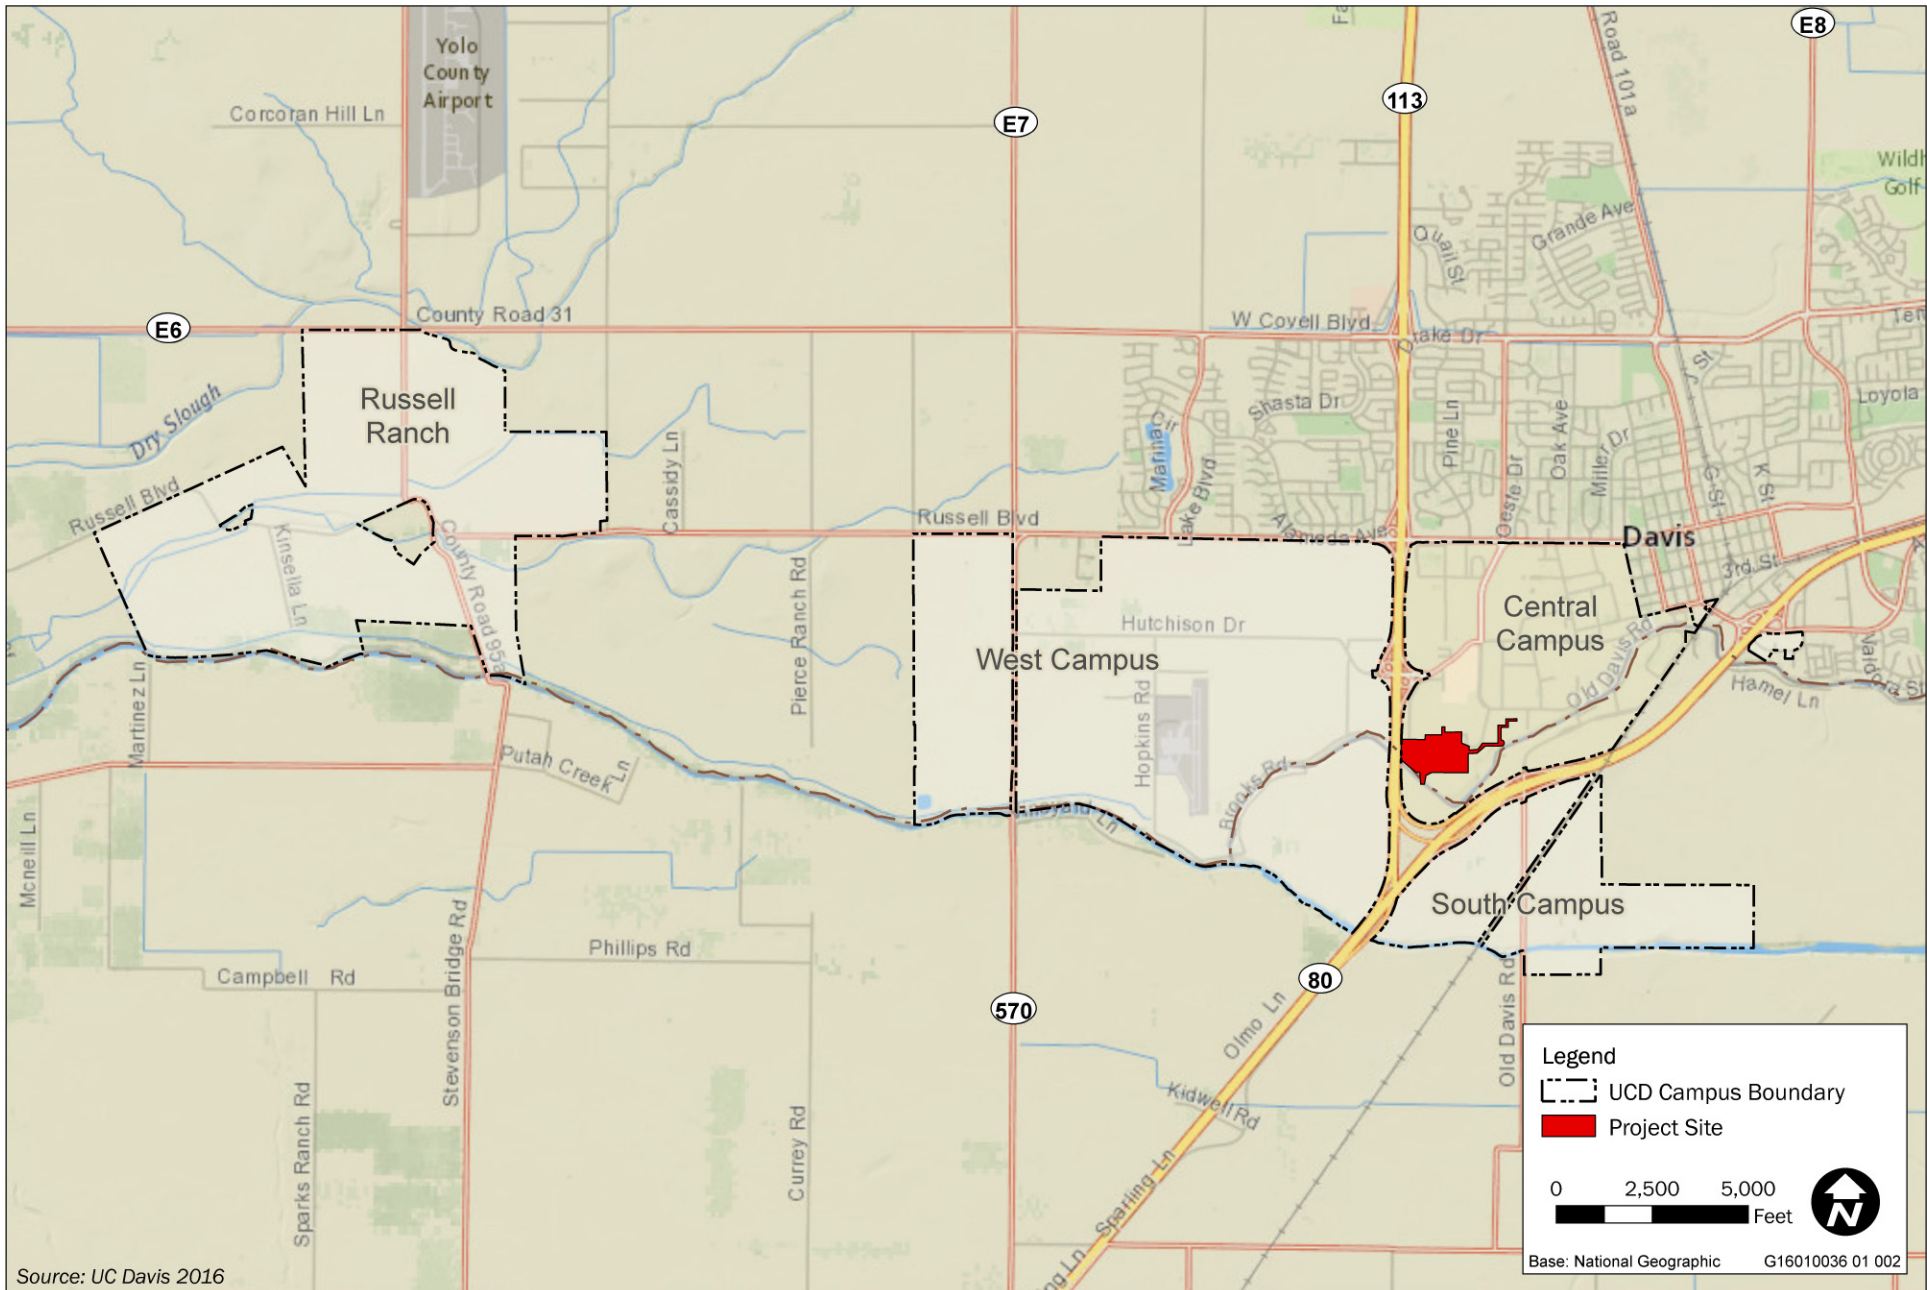 Yolo
County
Airport
Corcoran Hill Ln
E7
113
Road 101a
E8
Quail St
Grande Ave
E6
County Road 31
W Covell Blvd
Drake Dr
J St
Loyola
Dry Slough
Russell
Ranch
Cassidy Ln
Marina Cir
Lake Blvd
Shasta Dr
Pine Ln
Oak Ave
Miller Dr
Oeste Dr
G St
K St
Russell Blvd
Russell Blvd
Alameda Ave
Davis
3rd St
Kinsella Ln
County Road 95a
Pierce Ranch Rd
Hutchison Dr
West Campus
Central
Campus
Old Davis Rd
Hopkins Rd
Brooks Rd
Hamel Ln
Martinez Ln
Putah Creek Ln
Mcneill Ln
South Campus
Stevenson Bridge Rd
Phillips Rd
Campbell Rd
80
570
Olmo Ln
Old Davis Rd
Kidwell Rd
Sparks Ranch Rd
Currey Rd
Sparling Ln
ng Ln
Legend
UCD Campus Boundary
Project Site
0 2,500 5,000
Feet
N
Base: National Geographic G16010036 01 002
Source: UC Davis 2016